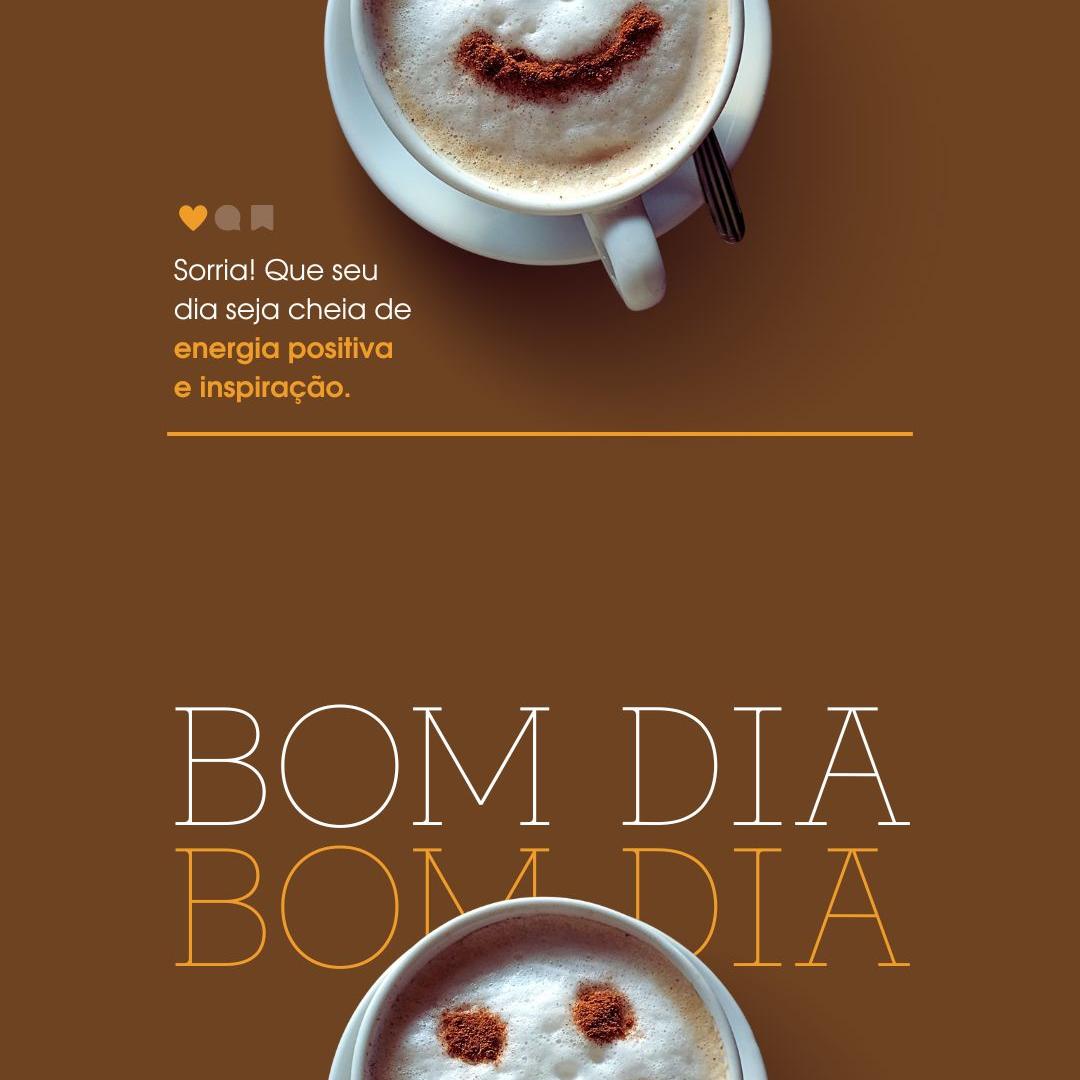 Sorria! Que seu
dia seja cheia de
energia positiva
e inspiração.
BOM DIA
BOM DIA